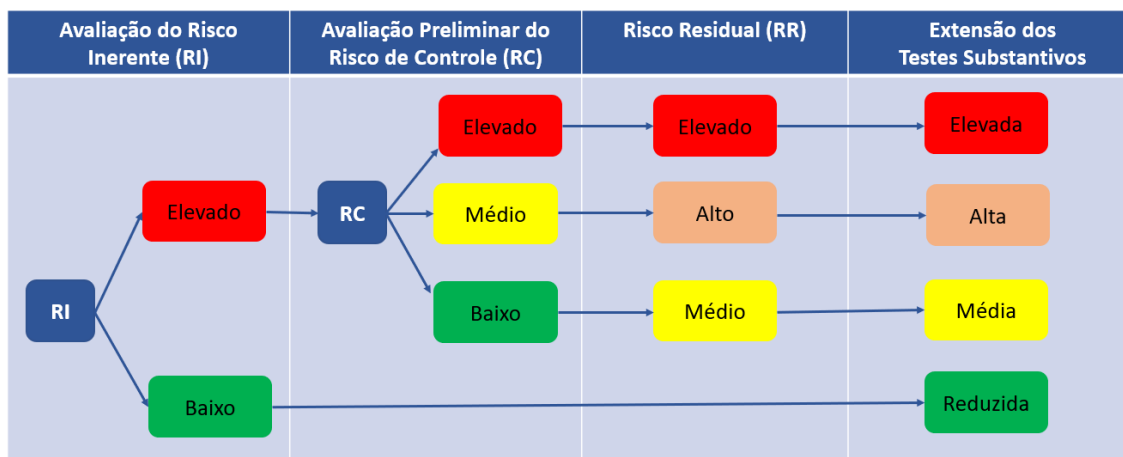 Avaliação do Risco
Inerente (RI)
Avaliação Preliminar do
Risco de Controle (RC)
Risco Residual (RR)
Extensão dos
Testes Substantivos
Elevado
Elevado
Elevada
Elevado
RC
Médio
Alto
Alta
RI
Baixo
Médio
Média
Baixo
Reduzida